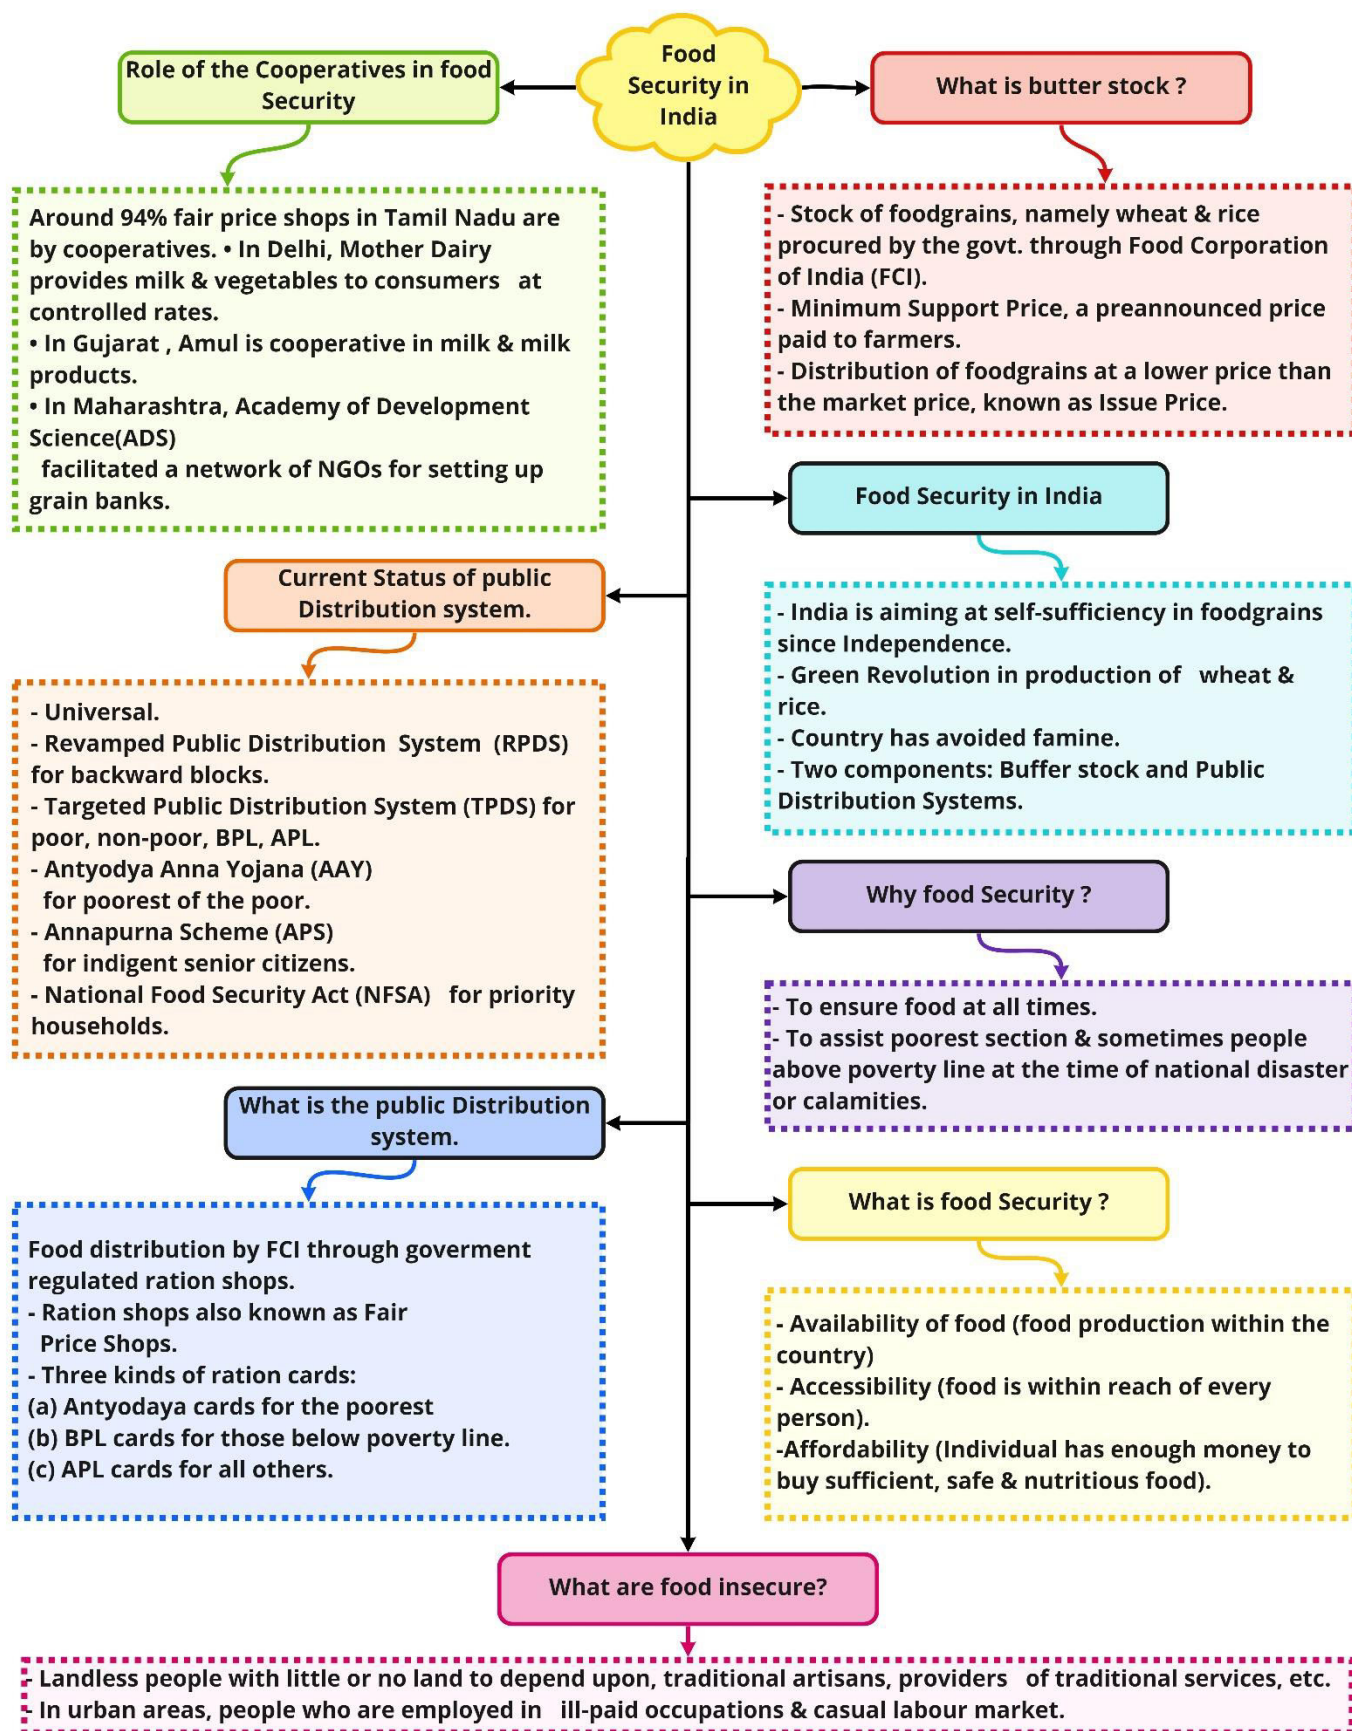 Food
Security in
India
Role of the Cooperatives in food
Security
Around 94% fair price shops in Tamil Nadu are
by cooperatives. • In Delhi, Mother Dairy
provides milk & vegetables to consumers at
controlled rates.
• In Gujarat , Amul is cooperative in milk & milk
products.
• In Maharashtra, Academy of Development
Science(ADS)
facilitated a network of NGOs for setting up
grain banks.
What is butter stock ?
- Stock of foodgrains, namely wheat & rice
procured by the govt. through Food Corporation
of India (FCI).
- Minimum Support Price, a preannounced price
paid to farmers.
- Distribution of foodgrains at a lower price than
the market price, known as Issue Price.
Food Security in India
- India is aiming at self-sufficiency in foodgrains
since Independence.
- Green Revolution in production of wheat &
rice.
- Country has avoided famine.
- Two components: Buffer stock and Public
Distribution Systems.
Current Status of public
Distribution system.
- Universal.
- Revamped Public Distribution System (RPDS)
for backward blocks.
- Targeted Public Distribution System (TPDS) for
poor, non-poor, BPL, APL.
- Antyodya Anna Yojana (AAY)
for poorest of the poor.
- Annapurna Scheme (APS)
for indigent senior citizens.
- National Food Security Act (NFSA) for priority
households.
Why food Security ?
- To ensure food at all times.
- To assist poorest section & sometimes people
above poverty line at the time of national disaster
or calamities.
What is the public Distribution
system.
Food distribution by FCI through goverment
regulated ration shops.
- Ration shops also known as Fair
Price Shops.
- Three kinds of ration cards:
(a) Antyodaya cards for the poorest
(b) BPL cards for those below poverty line.
(c) APL cards for all others.
What is food Security ?
- Availability of food (food production within the
country)
- Accessibility (food is within reach of every
person).
-Affordability (Individual has enough money to
buy sufficient, safe & nutritious food).
What are food insecure?
- Landless people with little or no land to depend upon, traditional artisans, providers of traditional services, etc.
- In urban areas, people who are employed in ill-paid occupations & casual labour market.